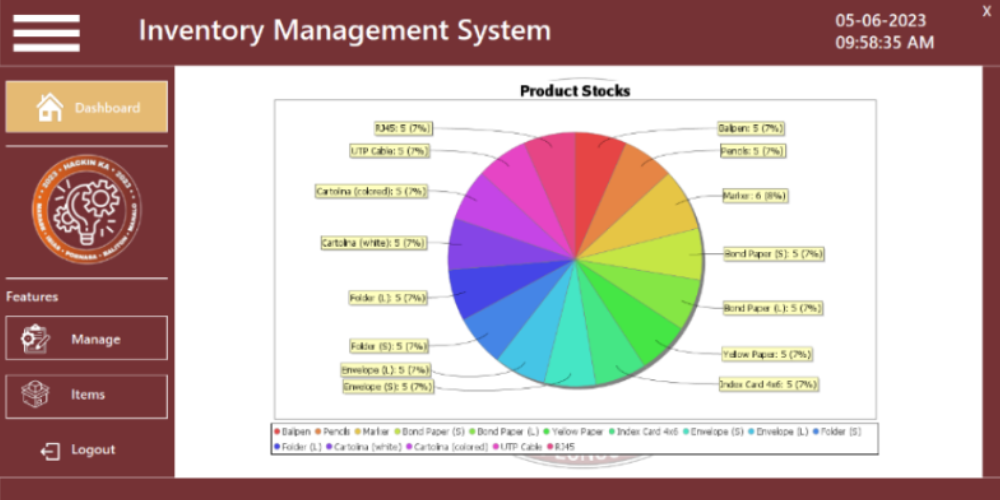 Inventory Management System
05-06-2023
09:58:35 AM
X
Dashboard
HACKIN KA
2023
2023
Features
Manage
Items
Logout
Product Stocks
RJ45: 5 (7%)
Balpen: 5 (7%)
UTP Cable: 5 (7%)
Pencils: 5 (7%)
Cartolina (colored): 5 (7%)
Marker: 6 (8%)
Cartolina (white): 5 (7%)
Bond Paper (S): 5 (7%)
Folder (L): 5 (7%)
Bond Paper (L): 5 (7%)
Folder (S): 5 (7%)
Yellow Paper: 5 (7%)
Envelope (L): 5 (7%)
Envelope (S): 5 (7%)
Index Card 4x6: 5 (7%)
Balpen Pencils Marker Bond Paper (S) Bond Paper (L) Yellow Paper Index Card 4x6 Envelope (S) Envelope (L) Folder (S)
Folder (L) Cartolina (white) Cartolina (colored) UTP Cable RJ45